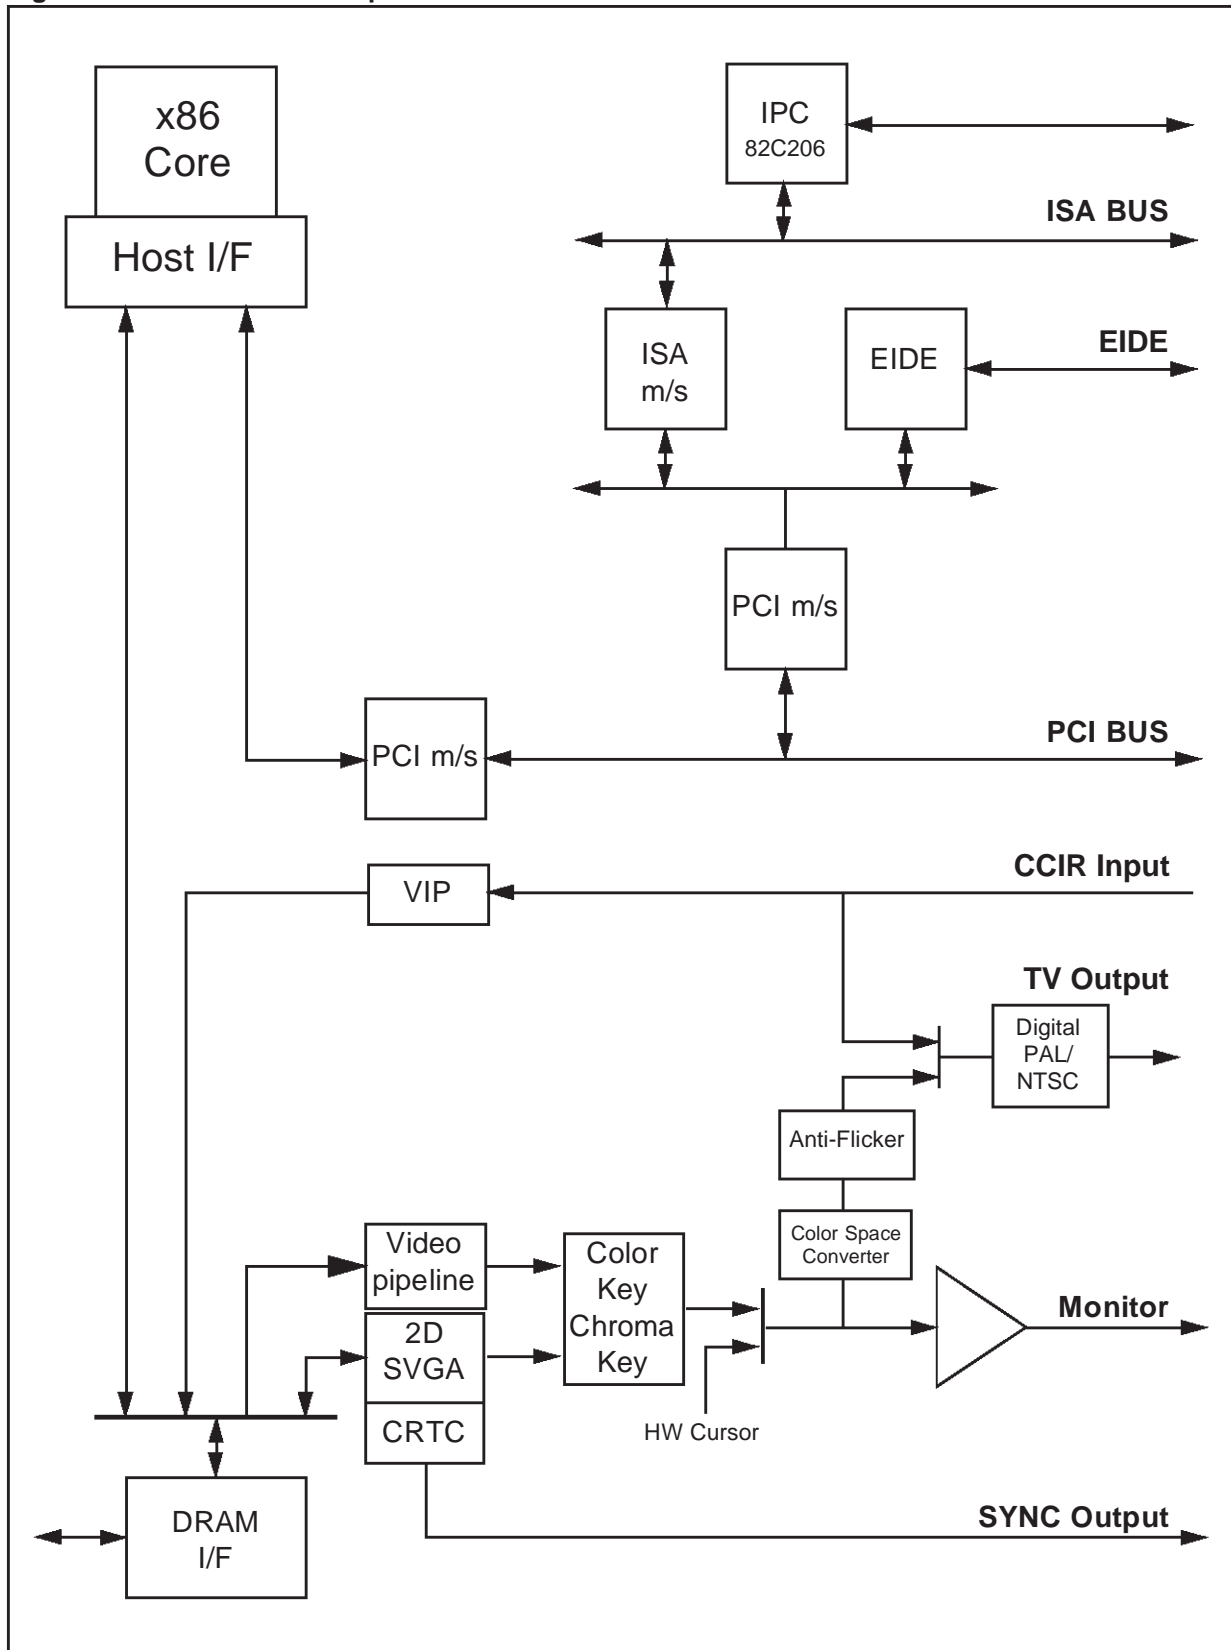 x86
Core
Host I/F
IPC
82C206
ISA BUS
ISA
m/s
EIDE
EIDE
PCI m/s
PCI m/s
PCI BUS
VIP
CCIR Input
TV Output
Digital
PAL/
NTSC
Anti-Flicker
Color Space
Converter
Video
pipeline
Color
Key
Chroma
Key
2D
SVGA
CRTC
HW Cursor
Monitor
DRAM
I/F
SYNC Output